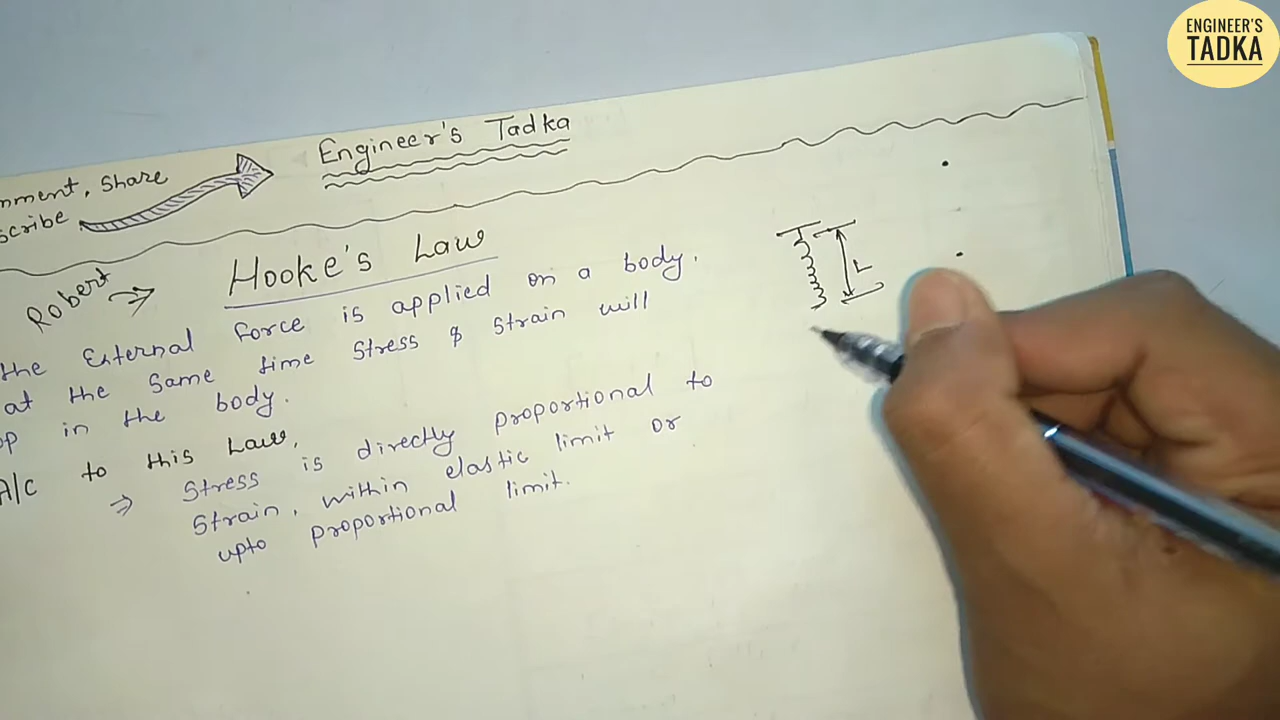 ENGINEER'S
TADKA
Engineer's Tadka
mment, Share
scribe
Robert
Hooke's Law
the External force is applied on a body.
at the same time stress & strain will
op in the body.
A/c to this Law,
⇒ Stress is directly proportional to
Strain, within elastic limit or
upto proportional limit.
L